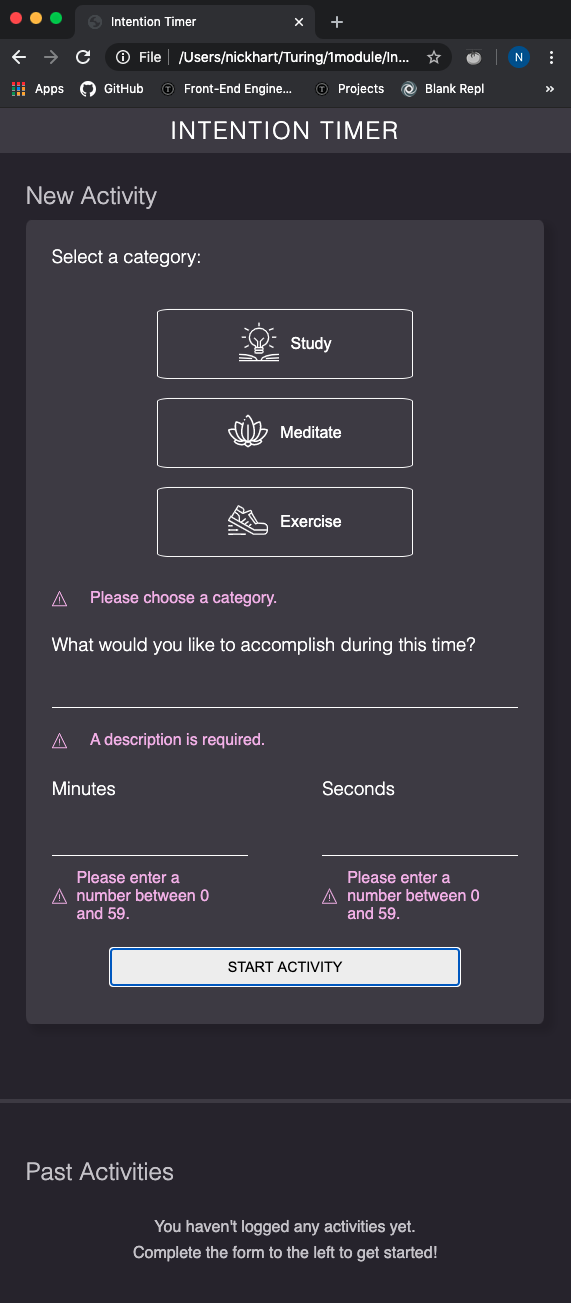 Intention Timer
File
/Users/nickhart/Turing/1module/In...
N
Apps
GitHub
Front-End Engine...
Projects
Blank Repl
»
INTENTION TIMER
New Activity
Select a category:
Study
Meditate
Exercise
Please choose a category.
What would you like to accomplish during this time?
A description is required.
Minutes
Seconds
Please enter a
number between 0
and 59.
Please enter a
number between 0
and 59.
START ACTIVITY
Past Activities
You haven't logged any activities yet.
Complete the form to the left to get started!